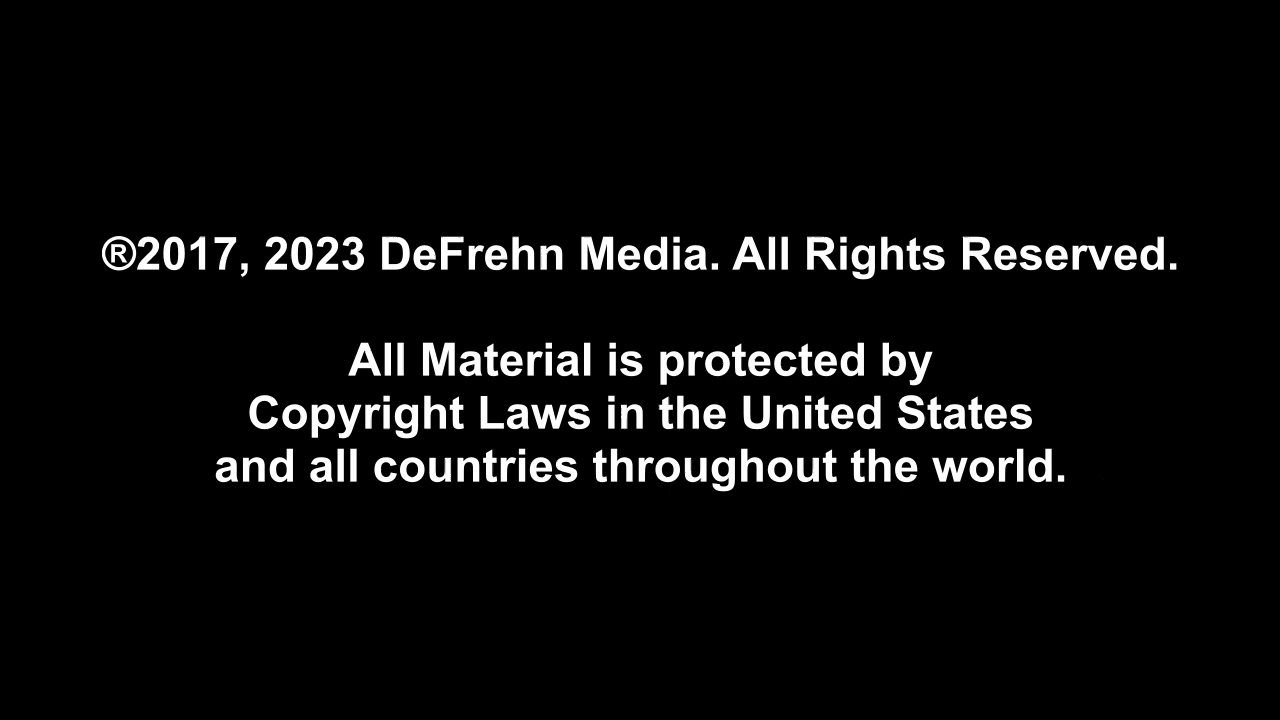 ®2017, 2023 DeFrehn Media. All Rights Reserved.
All Material is protected by
Copyright Laws in the United States
and all countries throughout the world.